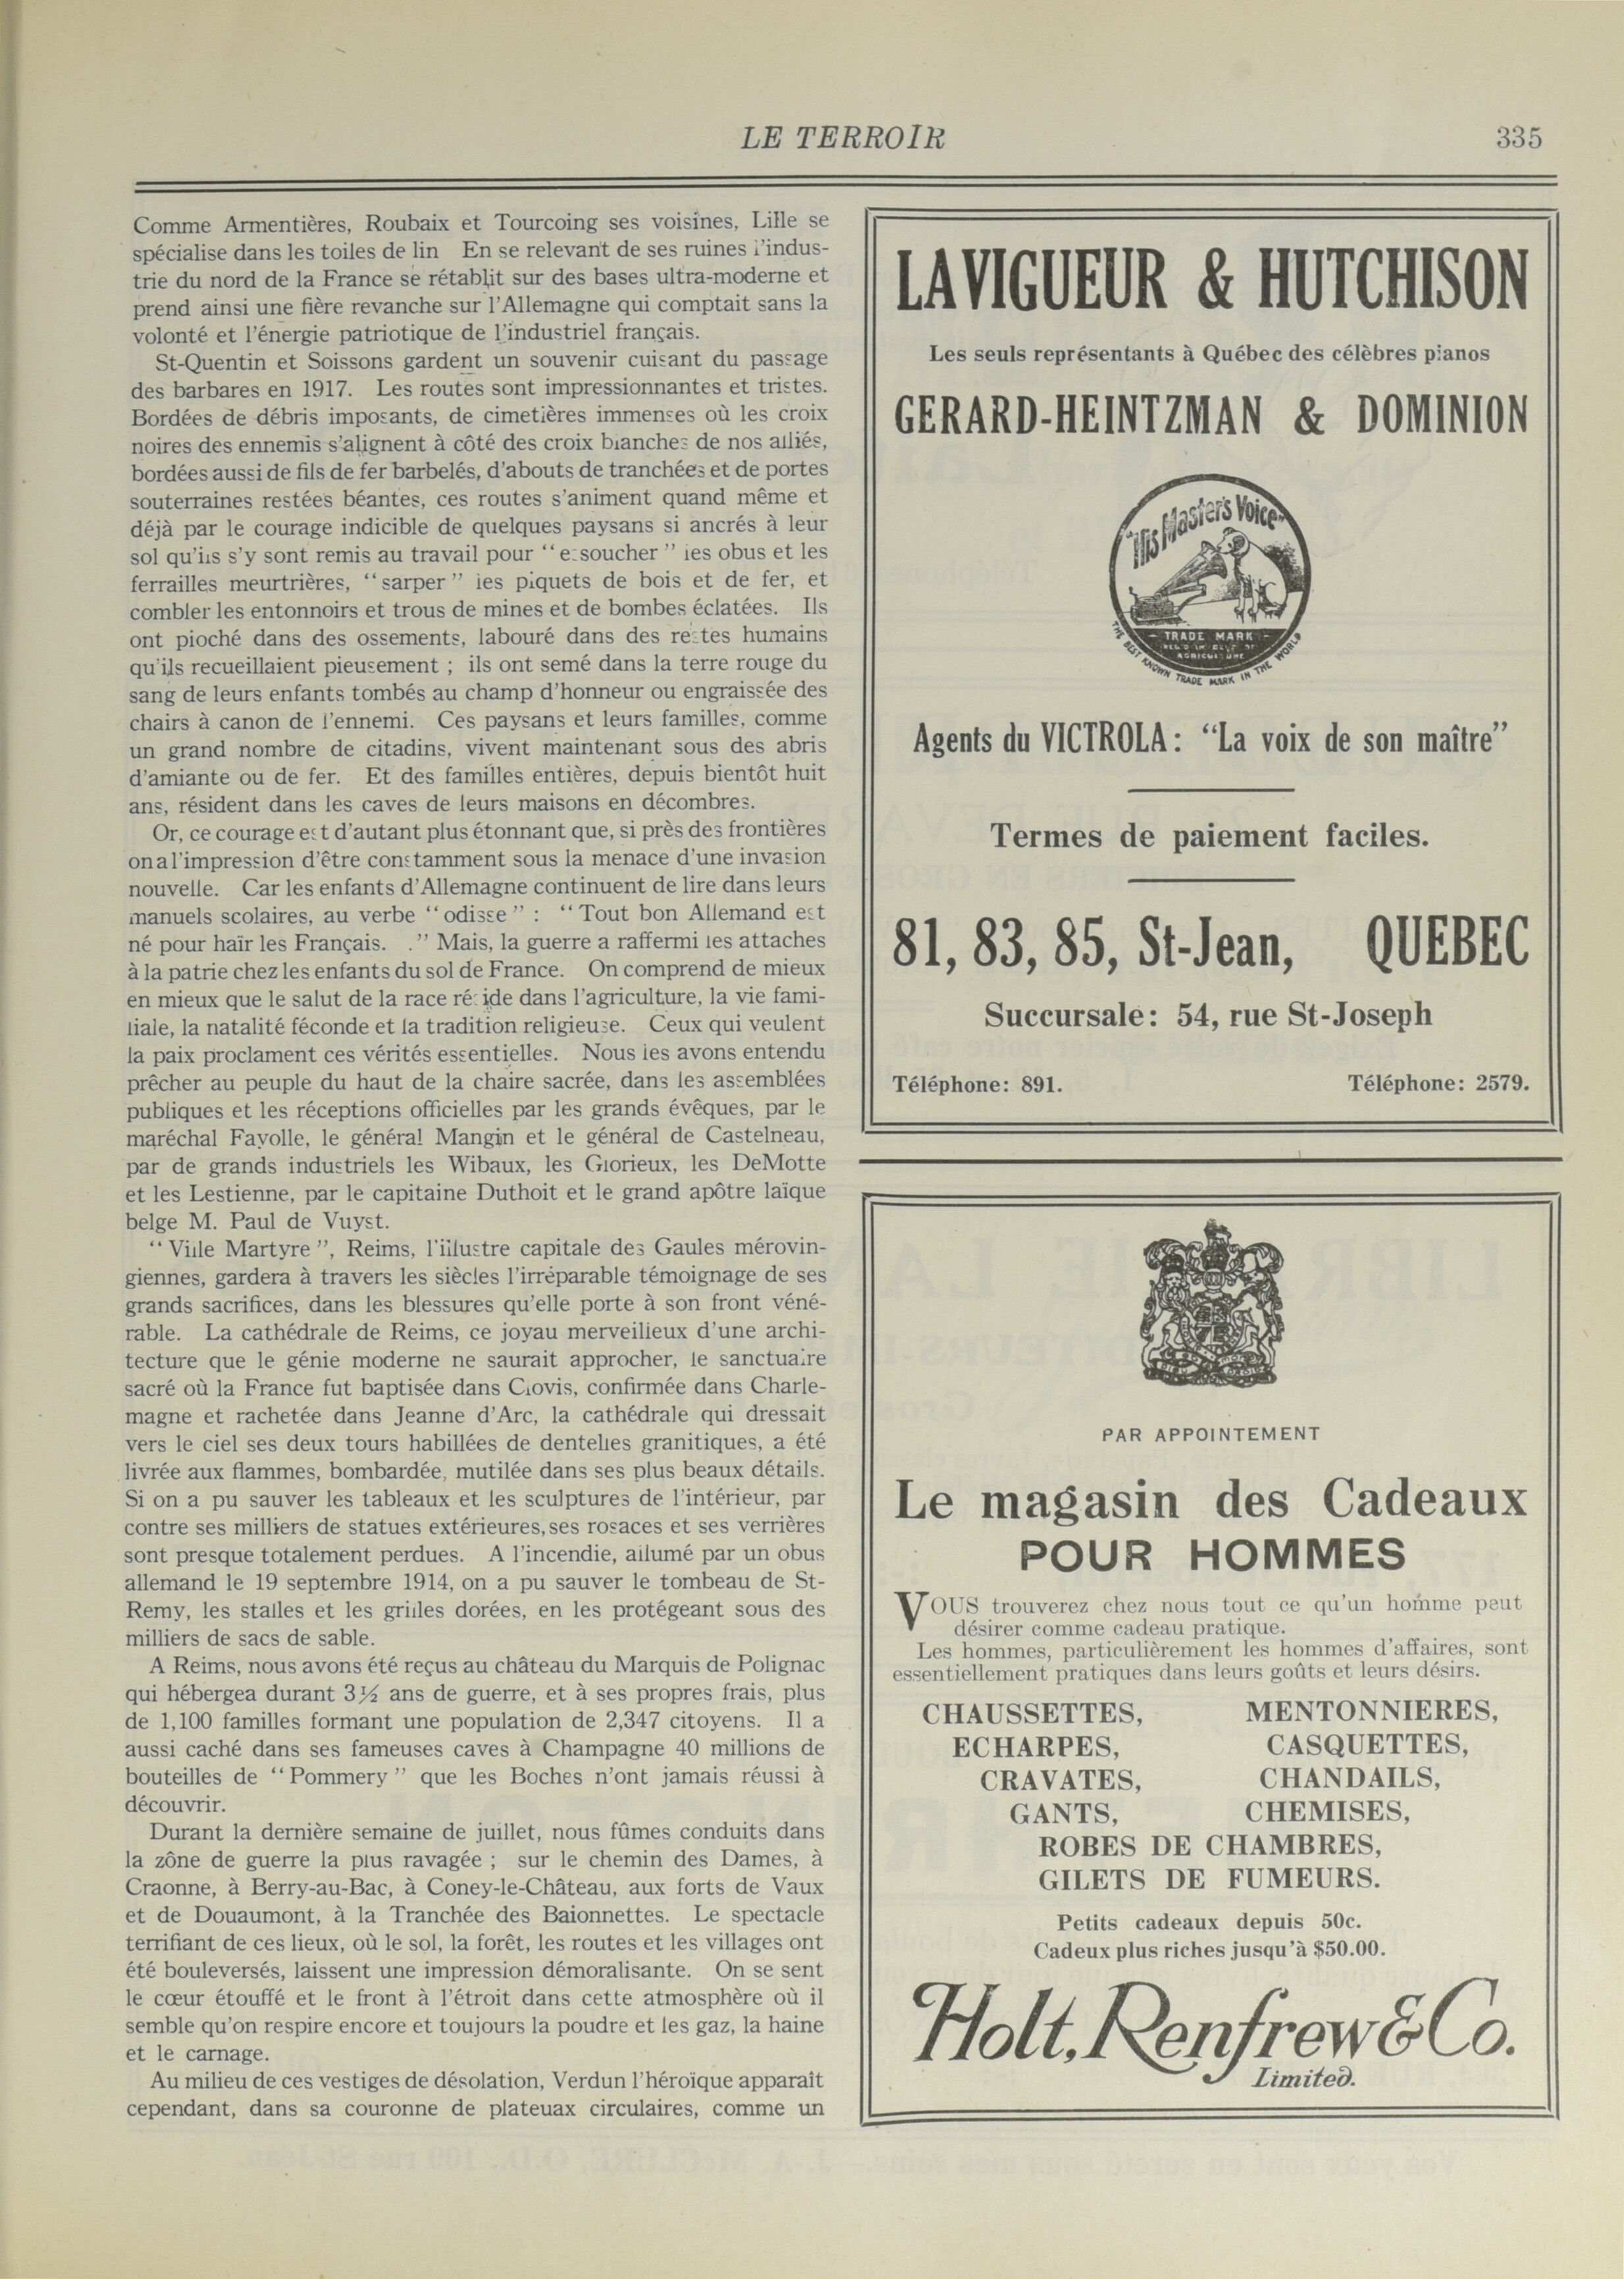 LE TERROIR
335
Comme Armentières, Roubaix et Tourcoing ses voisines, Lille se
spécialise dans les toiles de lin En se relevant de ses ruines l'indus-
trie du nord de la France se rétablit sur des bases ultra-moderne et
prend ainsi une fière revanche sur l'Allemagne qui comptait sans la
volonté et l'énergie patriotique de l'industriel français.
St-Quentin et Soissons gardent un souvenir cuisant du passage
des barbares en 1917. Les routes sont impressionnantes et tristes.
Bordées de débris imposants, de cimetières immenses où les croix
noires des ennemis s'alignent à côté des croix blanches de nos alliés,
bordées aussi de fils de fer barbelés, d'abouts de tranchées et de portes
souterraines restées béantes, ces routes s'animent quand même et
déjà par le courage indicible de quelques paysans si ancrés à leur
sol qu'ils s'y sont remis au travail pour "essoucher" les obus et les
ferrailles meurtrières, "sarper" les piquets de bois et de fer, et
combler les entonnoirs et trous de mines et de bombes éclatées. Ils
ont pioché dans des ossements, labouré dans des restes humains
qu'ils recueillaient pieusement ; ils ont semé dans la terre rouge du
sang de leurs enfants tombés au champ d'honneur ou engraissée des
chairs à canon de l'ennemi. Ces paysans et leurs familles, comme
un grand nombre de citadins, vivent maintenant sous des abris
d'amiante ou de fer. Et des familles entières, depuis bientôt huit
ans, résident dans les caves de leurs maisons en décombres.
Or, ce courage est d'autant plus étonnant que, si près des frontières
on a l'impression d'être constamment sous la menace d'une invasion
nouvelle. Car les enfants d'Allemagne continuent de lire dans leurs
manuels scolaires, au verbe "odisse" : "Tout bon Allemand est
né pour haïr les Français. ." Mais, la guerre a raffermi les attaches
à la patrie chez les enfants du sol de France. On comprend de mieux
en mieux que le salut de la race réside dans l'agriculture, la vie fami-
liale, la natalité féconde et la tradition religieuse. Ceux qui veulent
la paix proclament ces vérités essentielles. Nous les avons entendu
prêcher au peuple du haut de la chaire sacrée, dans les assemblées
publiques et les réceptions officielles par les grands évêques, par le
maréchal Fayolle, le général Mangin et le général de Castelneau,
par de grands industriels les Wibaux, les Glorieux, les DeMotte
et les Lestienne, par le capitaine Duthoit et le grand apôtre laïque
belge M. Paul de Vuyst.
"Ville Martyre", Reims, l'illustre capitale des Gaules mérovin-
giennes, gardera à travers les siècles l'irréparable témoignage de ses
grands sacrifices, dans les blessures qu'elle porte à son front véné-
rable. La cathédrale de Reims, ce joyau merveilleux d'une archi-
tecture que le génie moderne ne saurait approcher, le sanctuaire
sacré où la France fut baptisée dans Clovis, confirmée dans Charle-
magne et rachetée dans Jeanne d'Arc, la cathédrale qui dressait
vers le ciel ses deux tours habillées de dentelles granitiques, a été
livrée aux flammes, bombardée, mutilée dans ses plus beaux détails.
Si on a pu sauver les tableaux et les sculptures de l'intérieur, par
contre ses milliers de statues extérieures, ses rosaces et ses verrières
sont presque totalement perdues. A l'incendie, allumé par un obus
allemand le 19 septembre 1914, on a pu sauver le tombeau de St-
Remy, les stalles et les grilles dorées, en les protégeant sous des
milliers de sacs de sable.
A Reims, nous avons été reçus au château du Marquis de Polignac
qui hébergea durant 3½ ans de guerre, et à ses propres frais, plus
de 1,100 familles formant une population de 2,347 citoyens. Il a
aussi caché dans ses fameuses caves à Champagne 40 millions de
bouteilles de "Pommery" que les Boches n'ont jamais réussi à
découvrir.
Durant la dernière semaine de juillet, nous fûmes conduits dans
la zône de guerre la plus ravagée ; sur le chemin des Dames, à
Craonne, à Berry-au-Bac, à Coney-le-Château, aux forts de Vaux
et de Douaumont, à la Tranchée des Baionnettes. Le spectacle
terrifiant de ces lieux, où le sol, la forêt, les routes et les villages ont
été bouleversés, laissent une impression démoralisante. On se sent
le cœur étouffé et le front à l'étroit dans cette atmosphère où il
semble qu'on respire encore et toujours la poudre et les gaz, la haine
et le carnage.
Au milieu de ces vestiges de désolation, Verdun l'héroïque apparaît
cependant, dans sa couronne de plateuax circulaires, comme un
LAVIGUEUR & HUTCHISON
Les seuls représentants à Québec des célèbres pianos
GERARD-HEINTZMAN & DOMINION
"His Master's Voice"
TRADE MARK
REG'D IN DEPT OF
AGRICULTURE
THE BEST KNOWN TRADE MARK IN THE WORLD
Agents du VICTROLA: "La voix de son maître"
Termes de paiement faciles.
81, 83, 85, St-Jean, QUEBEC
Succursale: 54, rue St-Joseph
Téléphone: 891. Téléphone: 2579.
PAR APPOINTEMENT
Le magasin des Cadeaux
POUR HOMMES
VOUS trouverez chez nous tout ce qu'un homme peut
désirer comme cadeau pratique.
Les hommes, particulièrement les hommes d'affaires, sont
essentiellement pratiques dans leurs goûts et leurs désirs.
CHAUSSETTES, MENTONNIERES,
ECHARPES, CASQUETTES,
CRAVATES, CHANDAILS,
GANTS, CHEMISES,
ROBES DE CHAMBRES,
GILETS DE FUMEURS.
Petits cadeaux depuis 50c.
Cadeux plus riches jusqu'à $50.00.
Holt, Renfrew & Co.
Limited.